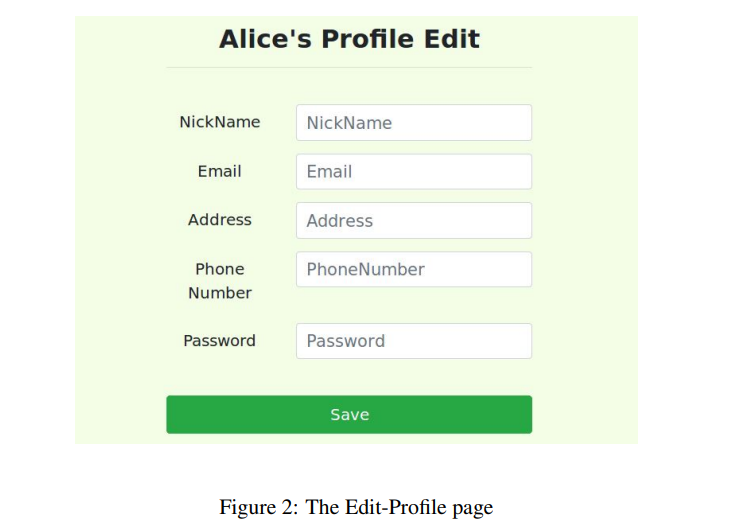 Alice's Profile Edit
NickName NickName
Email Email
Address Address
Phone Number PhoneNumber
Password Password
Save
Figure 2: The Edit-Profile page